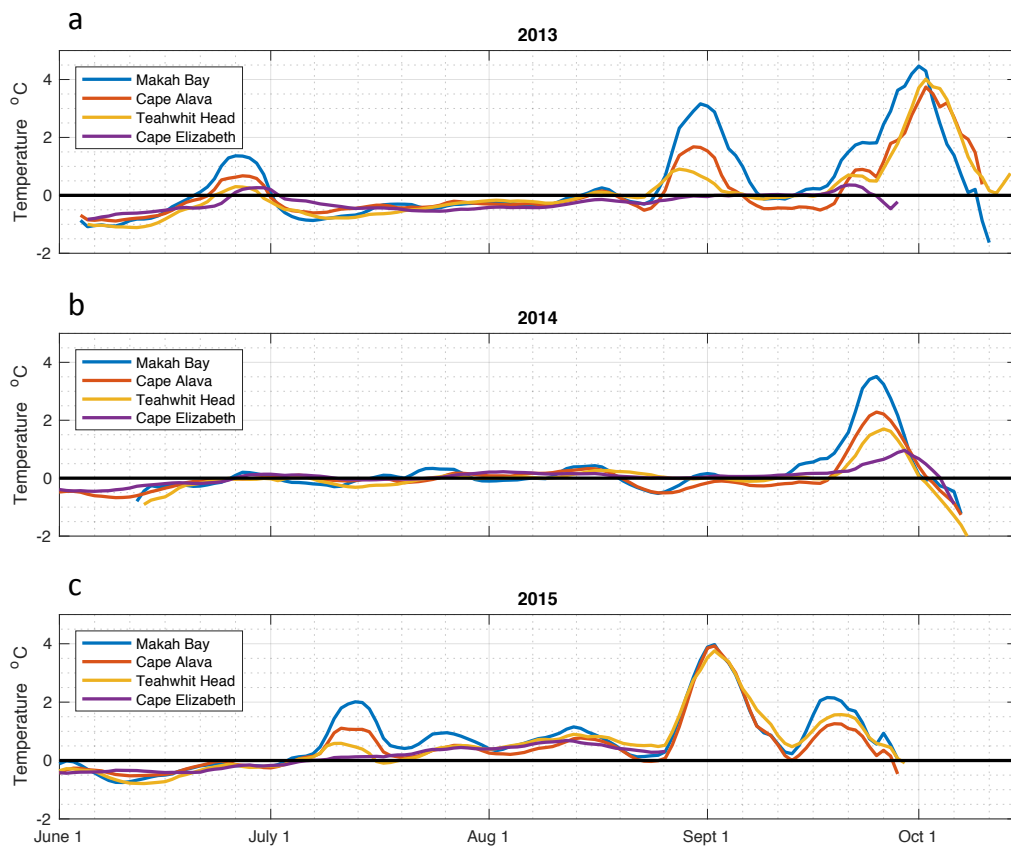 a
2013
Temperature °C
4
2
0
-2
Makah Bay
Cape Alava
Teahwhit Head
Cape Elizabeth
b
2014
Temperature °C
4
2
0
-2
Makah Bay
Cape Alava
Teahwhit Head
Cape Elizabeth
c
2015
Temperature °C
4
2
0
-2
Makah Bay
Cape Alava
Teahwhit Head
Cape Elizabeth
June 1 July 1 Aug 1 Sept 1 Oct 1